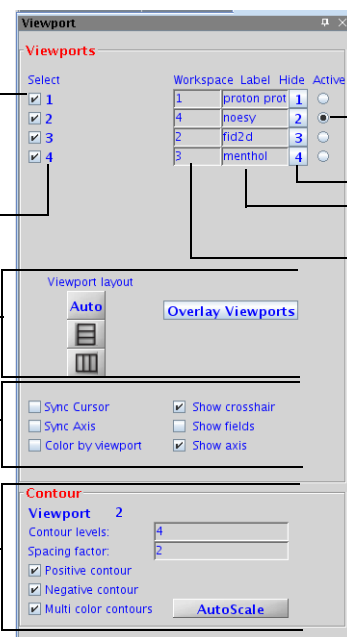 Viewport
Viewports
Select Workspace Label Hide Active
1 1 proton prot 1
2 4 noesy 2
3 2 fid2d 3
4 3 menthol 4
Viewport layout
Auto
Overlay Viewports
Sync Cursor Show crosshair
Sync Axis Show fields
Color by viewport Show axis
Contour
Viewport 2
Contour levels: 4
Spacing factor: 2
Positive contour
Negative contour
Multi color contours AutoScale